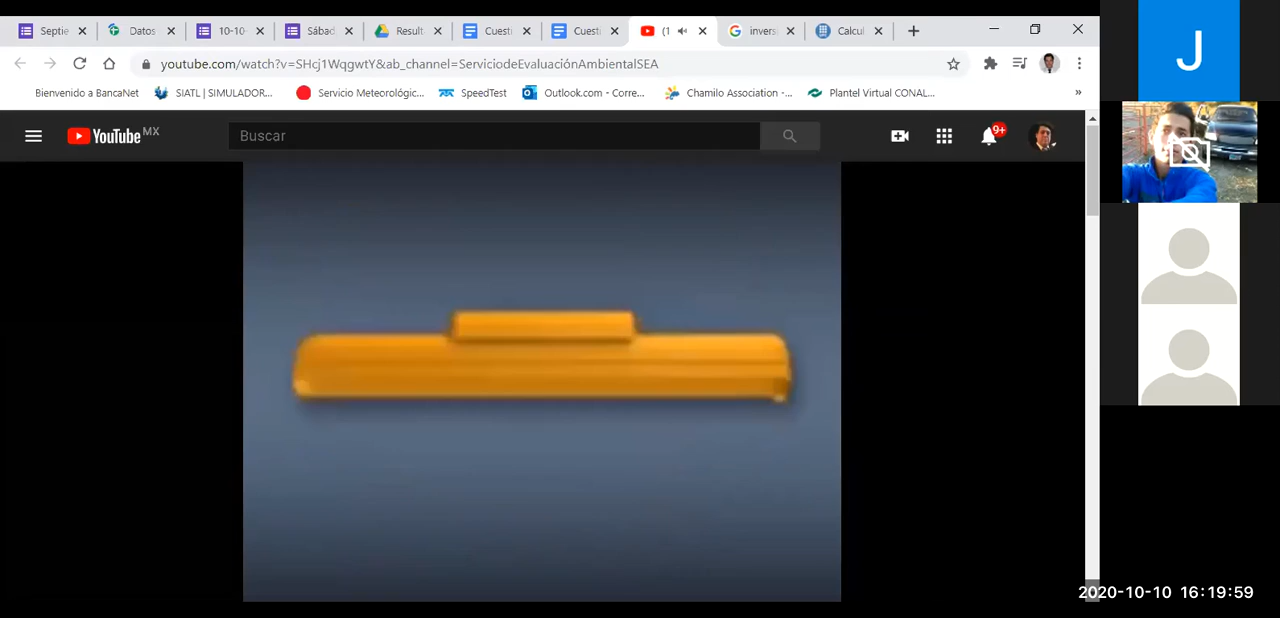 Septie
Datos
10-10-
Sábad
Result
Cuesti
Cuesti
(1
invers
Calcul
youtube.com/watch?v=SHcj1WqgwtY&ab_channel=ServiciodeEvaluaciónAmbientalSEA
Bienvenido a BancaNet
SIATL | SIMULADOR...
Servicio Meteorológic...
SpeedTest
Outlook.com - Corre...
Chamilo Association -...
Plantel Virtual CONAL...
»
YouTube MX
Buscar
9+
J
2020-10-10 16:19:59